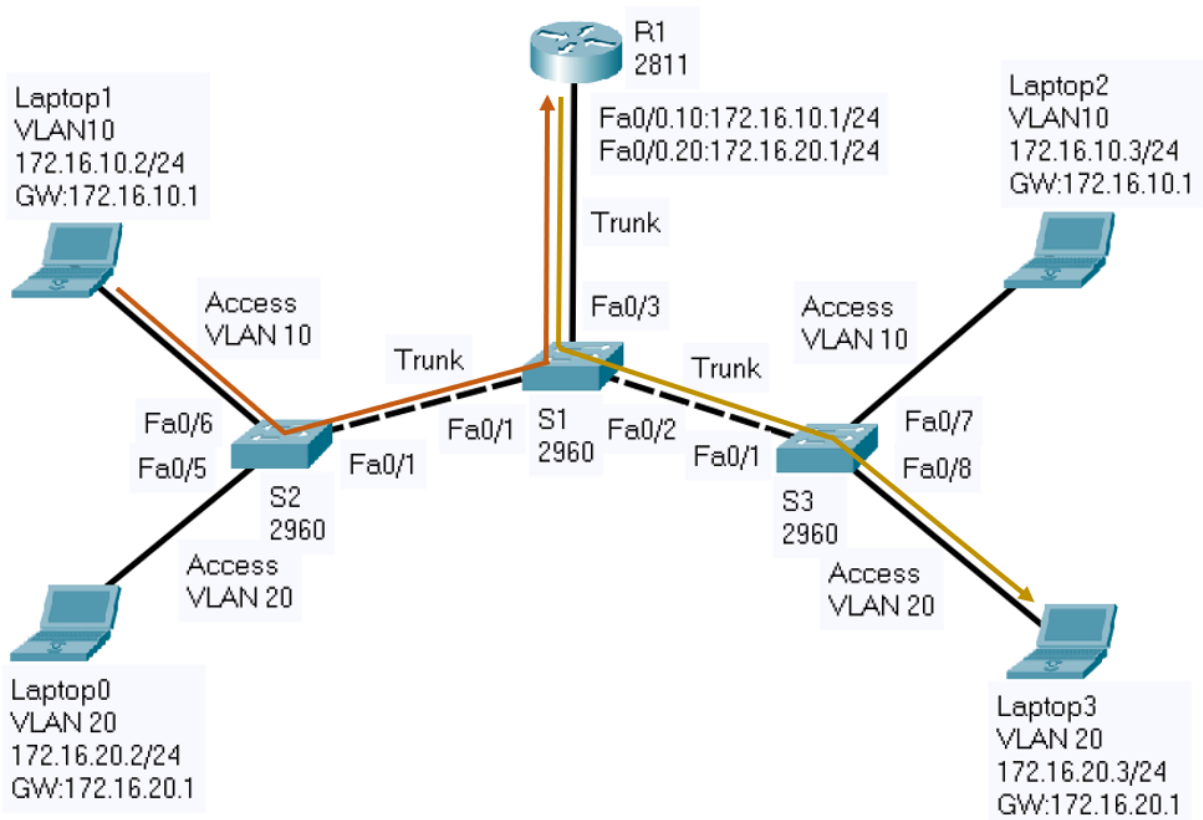 R1
2811
Laptop1
VLAN10
172.16.10.2/24
GW:172.16.10.1
Fa0/0.10:172.16.10.1/24
Fa0/0.20:172.16.20.1/24
Laptop2
VLAN10
172.16.10.3/24
GW:172.16.10.1
Trunk
Access
VLAN 10
Fa0/3
Access
VLAN 10
Trunk
Trunk
Fa0/6
Fa0/5
Fa0/1
S2
2960
Fa0/1
S1
2960
Fa0/2
Fa0/1
Fa0/7
Fa0/8
S3
2960
Access
VLAN 20
Access
VLAN 20
Laptop0
VLAN 20
172.16.20.2/24
GW:172.16.20.1
Laptop3
VLAN 20
172.16.20.3/24
GW:172.16.20.1